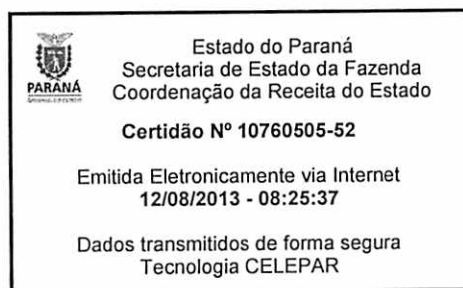 Estado do Paraná
Secretaria de Estado da Fazenda
PARANÁ
Coordenação da Receita do Estado
Certidão Nº 10760505-52
Emitida Eletronicamente via Internet
12/08/2013 - 08:25:37
Dados transmitidos de forma segura
Tecnologia CELEPAR